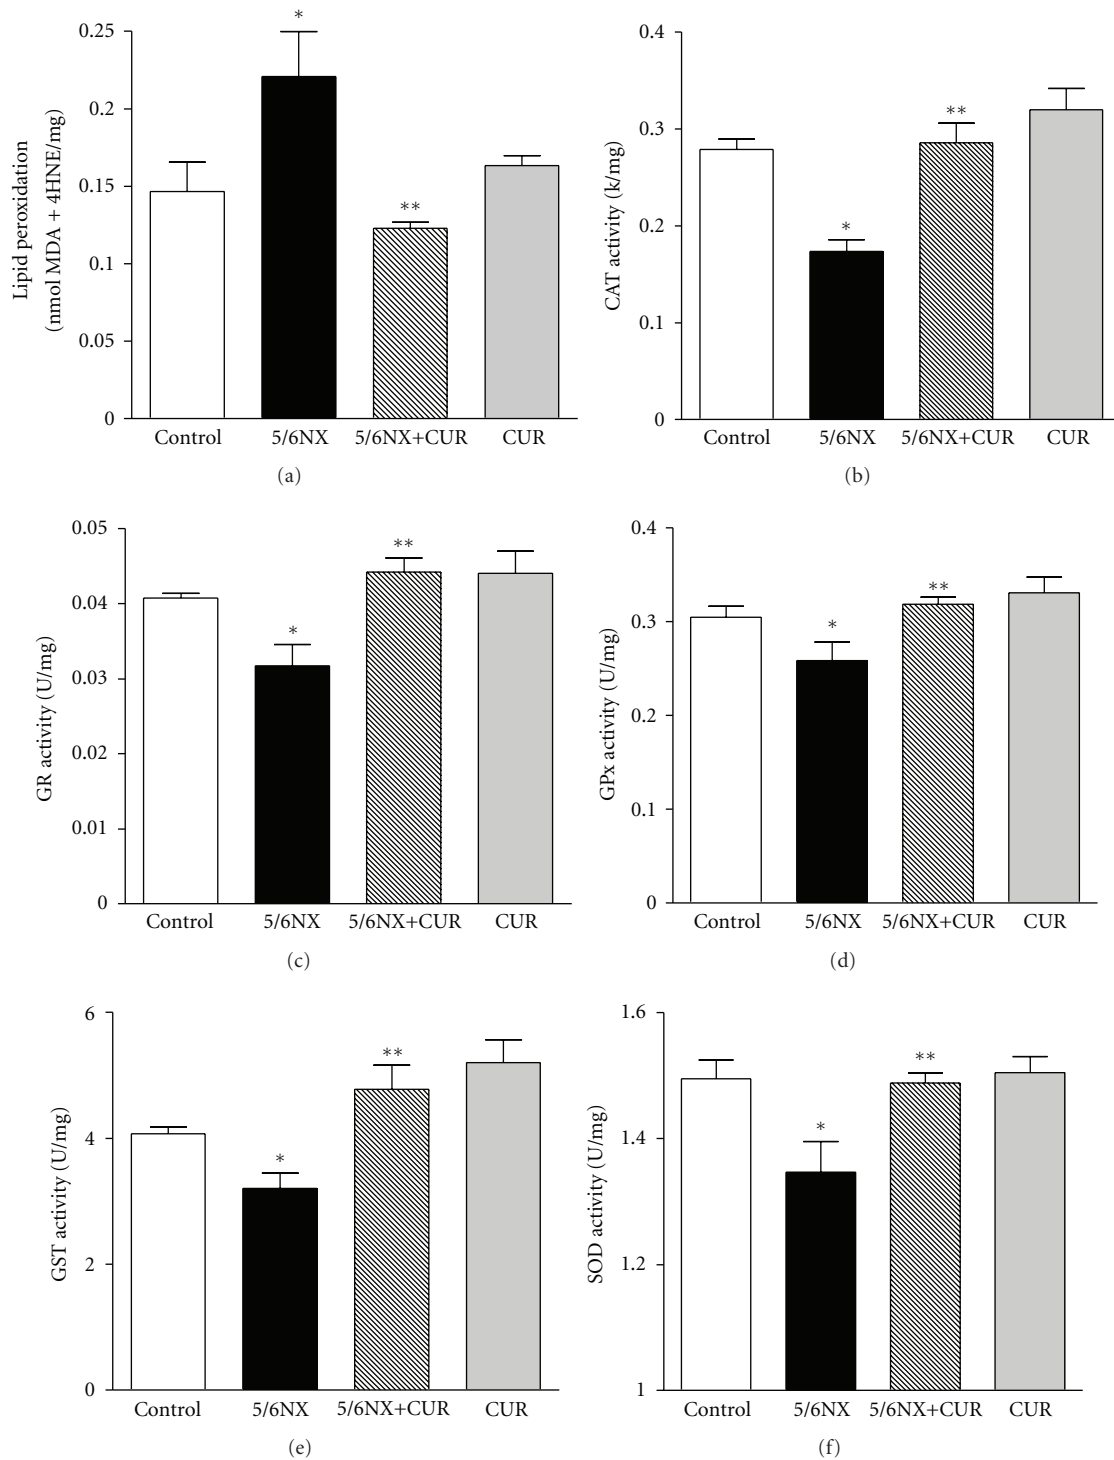 Lipid peroxidation
(nmol MDA + 4HNE/mg)
0.25
0.2
0.15
0.1
0.05
0
*
**
Control 5/6NX 5/6NX+CUR CUR
(a)
CAT activity (k/mg)
0.4
0.3
0.2
0.1
0
*
**
Control 5/6NX 5/6NX+CUR CUR
(b)
GR activity (U/mg)
0.05
0.04
0.03
0.02
0.01
0
*
**
Control 5/6NX 5/6NX+CUR CUR
(c)
GPx activity (U/mg)
0.4
0.3
0.2
0.1
0
*
**
Control 5/6NX 5/6NX+CUR CUR
(d)
GST activity (U/mg)
6
4
2
0
*
**
Control 5/6NX 5/6NX+CUR CUR
(e)
SOD activity (U/mg)
1.6
1.4
1.2
1
*
**
Control 5/6NX 5/6NX+CUR CUR
(f)